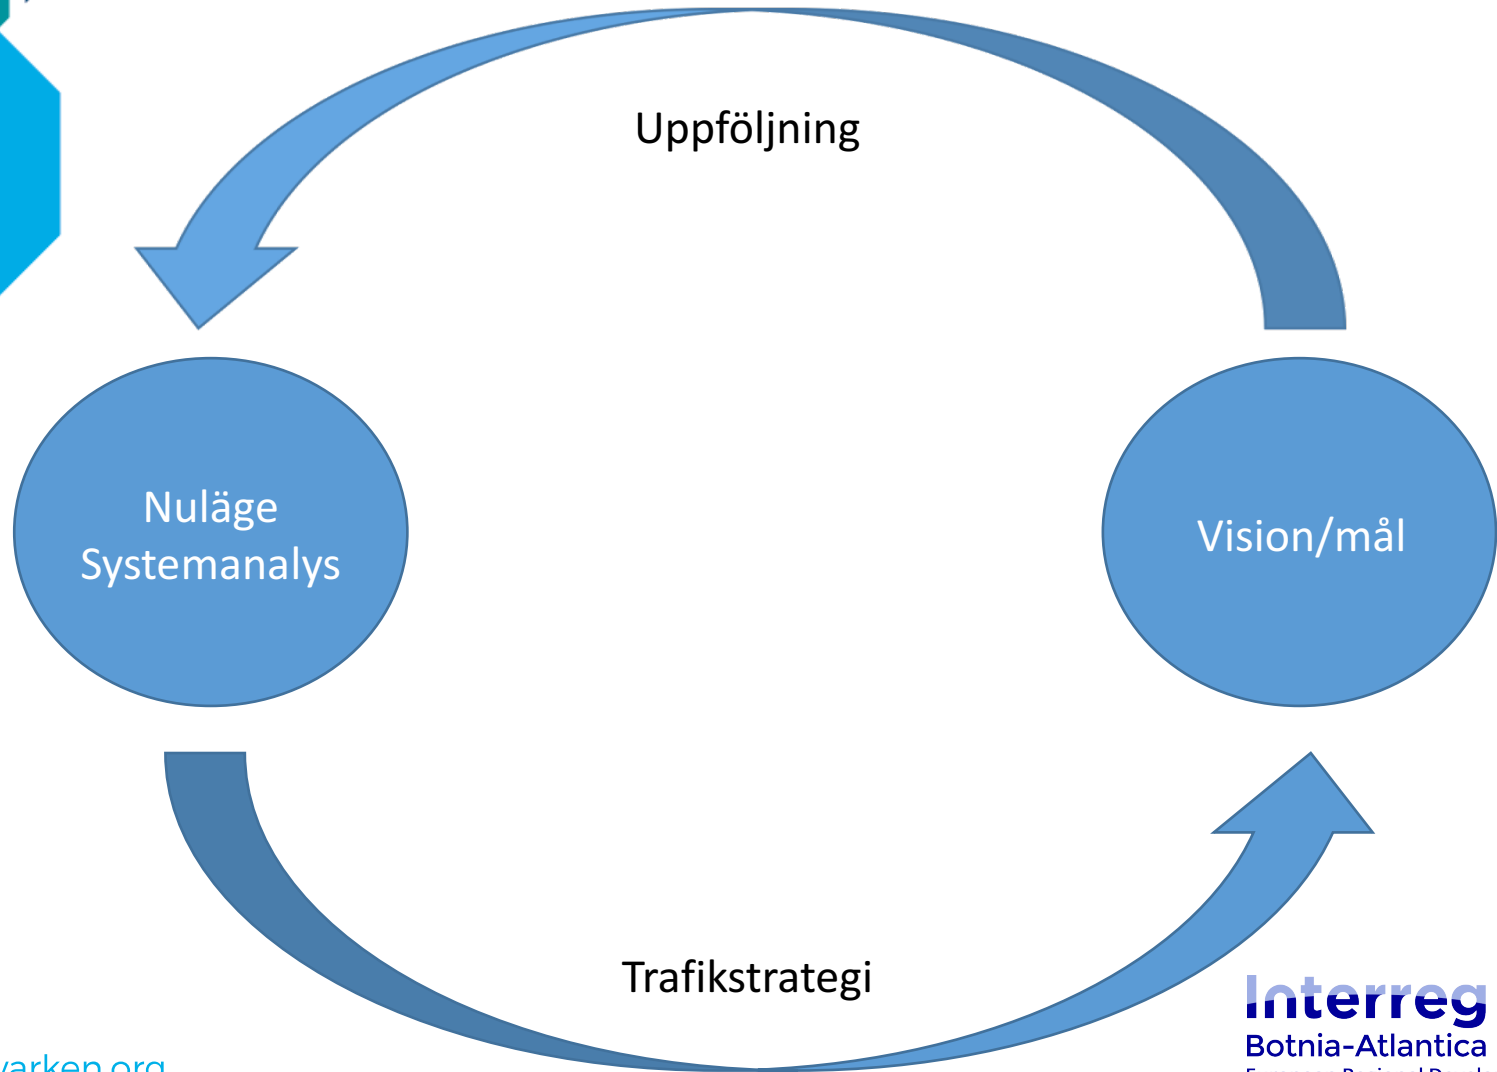 Uppföljning
Nuläge
Systemanalys
Vision/mål
Trafikstrategi
Interreg
Botnia-Atlantica